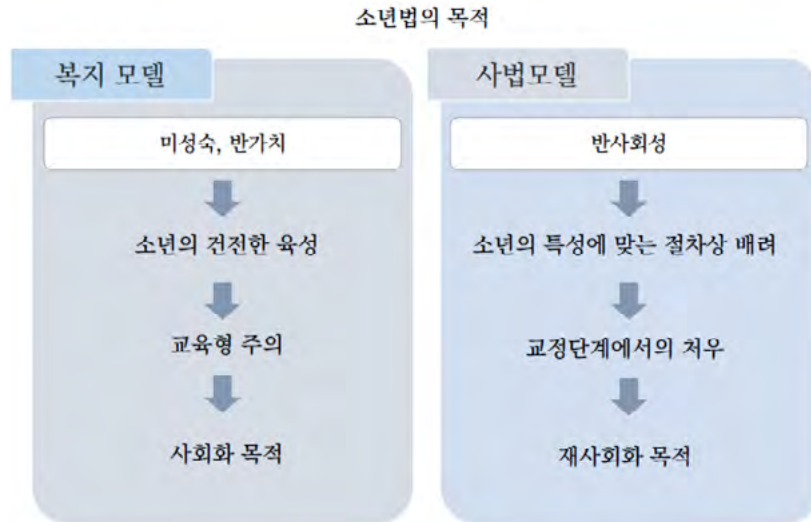 소년법의 목적
복지 모델
미성숙, 반가치
소년의 건전한 육성
교육형 주의
사회화 목적
사법모델
반사회성
소년의 특성에 맞는 절차상 배려
교정단계에서의 처우
재사회화 목적